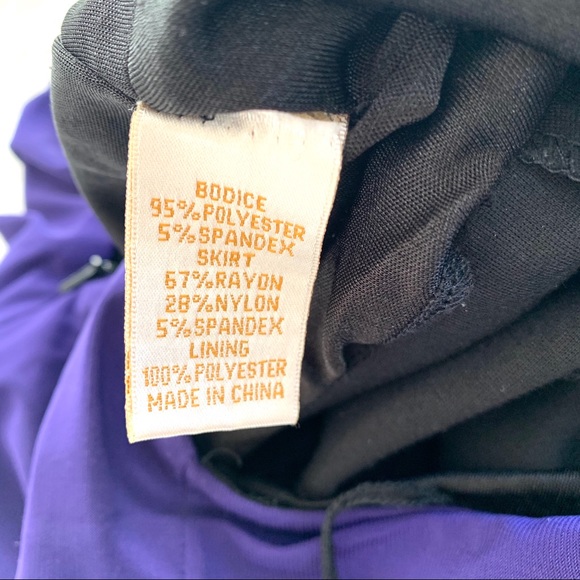 BODICE
95%POLYESTER
5%SPANDEX
SKIRT
67%RAYON
28%NYLON
5%SPANDEX
LINING
100%POLYESTER
MADE IN CHINA